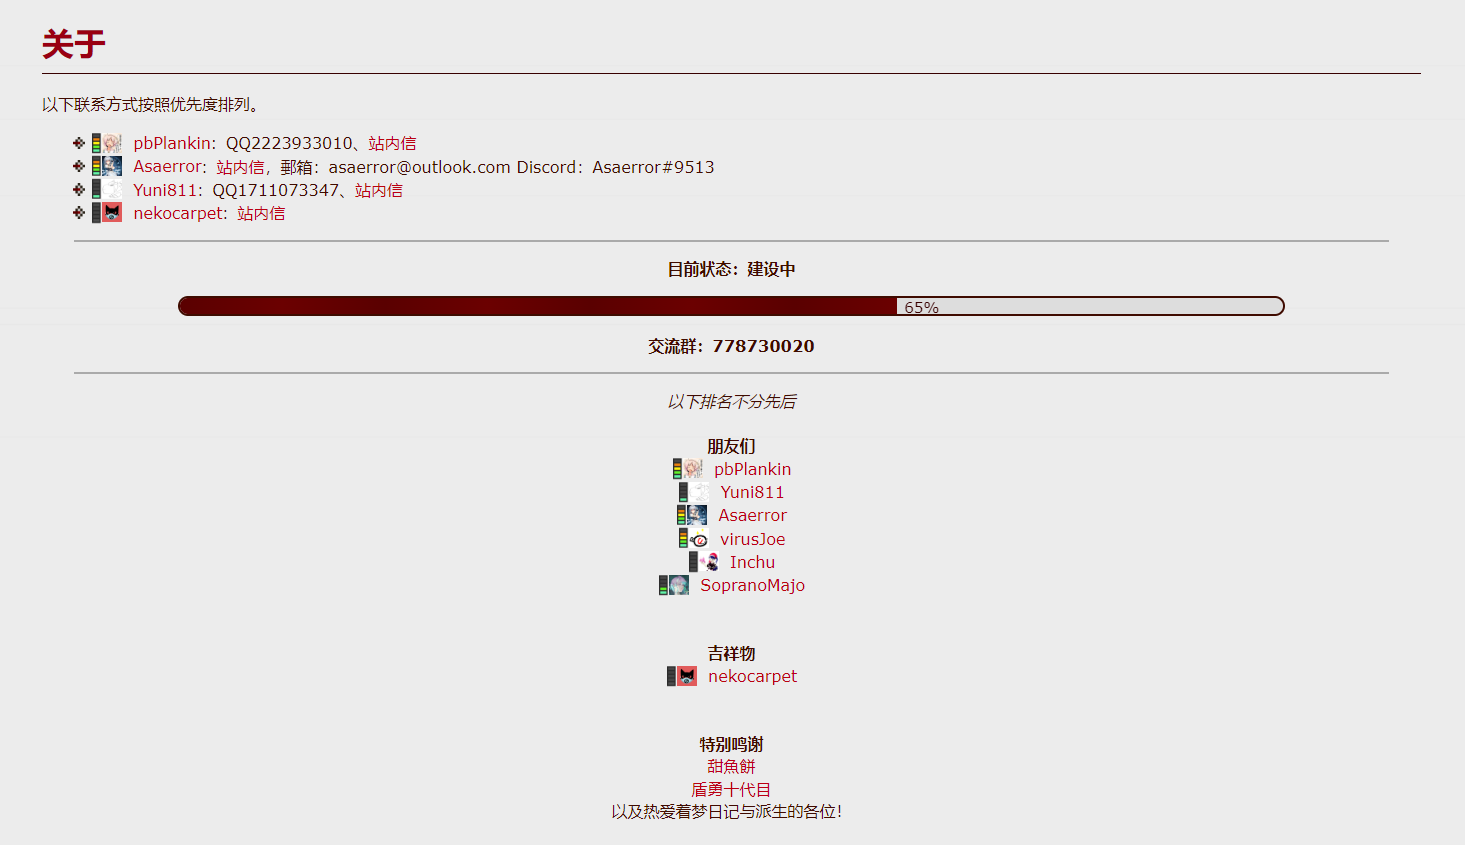 关于
以下联系方式按照优先度排列。
pbPlankin：QQ2223933010、站内信
Asaerror：站内信，郵箱：asaerror@outlook.com Discord：Asaerror#9513
Yuni811：QQ1711073347、站内信
nekocarpet：站内信
目前状态：建设中
65%
交流群：778730020
以下排名不分先后
朋友们
pbPlankin
Yuni811
Asaerror
virusJoe
Inchu
SopranoMajo
吉祥物
nekocarpet
特别鸣谢
甜魚餅
盾勇十代目
以及热爱着梦日记与派生的各位！